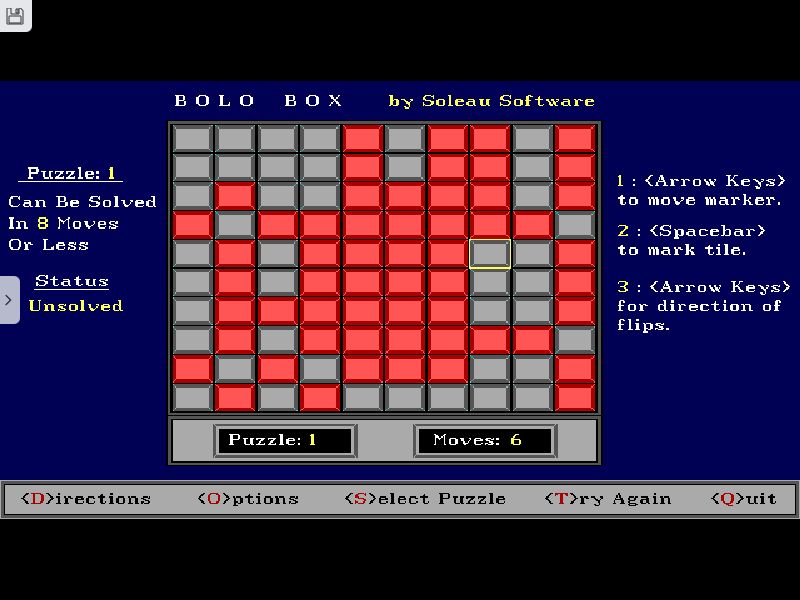 BOLO BOX by Soleau Software
Puzzle: 1
Can Be Solved
In 8 Moves
Or Less
Status
Unsolved
1 : <Arrow Keys>
to move marker.
2 : <Spacebar>
to mark tile.
3 : <Arrow Keys>
for direction of
flips.
Puzzle: 1
Moves: 6
<D>irections <O>ptions <S>elect Puzzle <T>ry Again <Q>uit